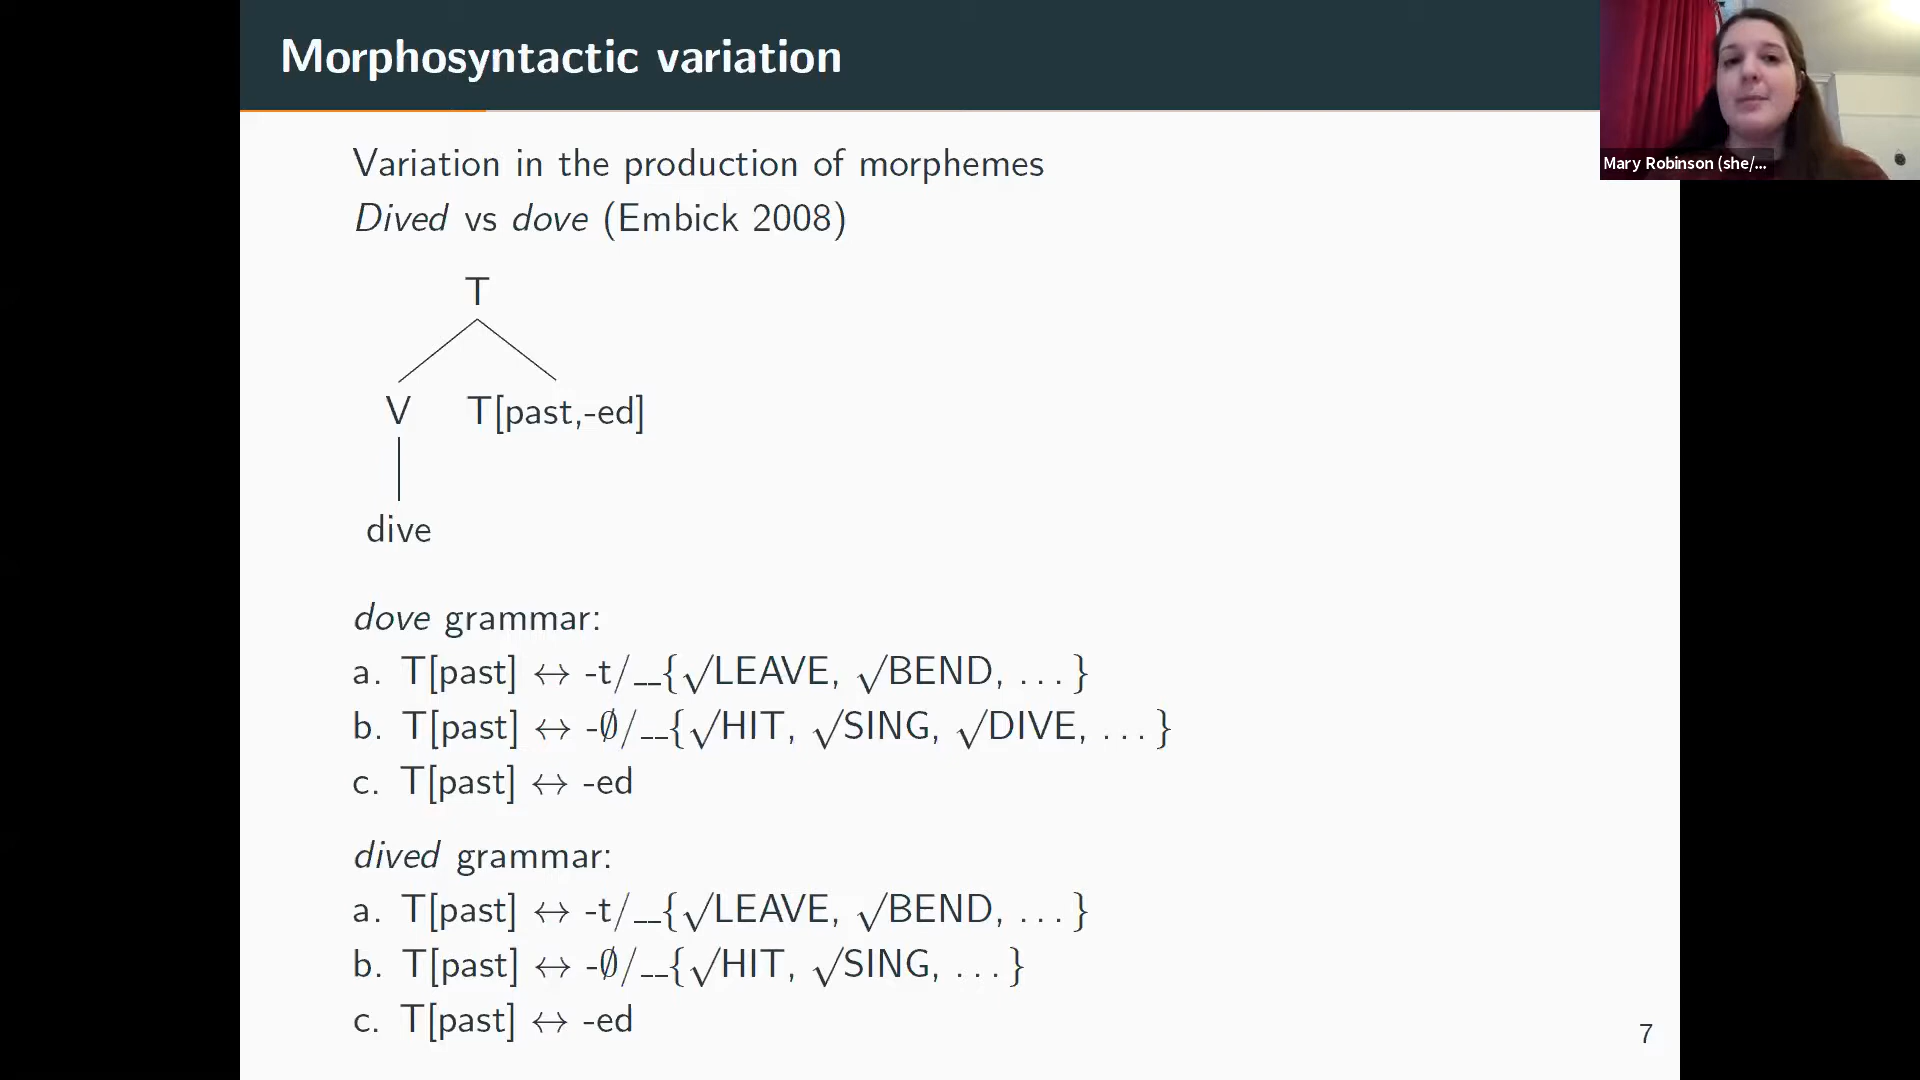 Morphosyntactic variation
Mary Robinson (she/...
Variation in the production of morphemes
Dived vs dove (Embick 2008)
T
V T[past,-ed]
dive
dove grammar:
a. T[past] ↔ -t/__{√LEAVE, √BEND, ...}
b. T[past] ↔ -∅/__{√HIT, √SING, √DIVE, ...}
c. T[past] ↔ -ed
dived grammar:
a. T[past] ↔ -t/__{√LEAVE, √BEND, ...}
b. T[past] ↔ -∅/__{√HIT, √SING, ...}
c. T[past] ↔ -ed
7